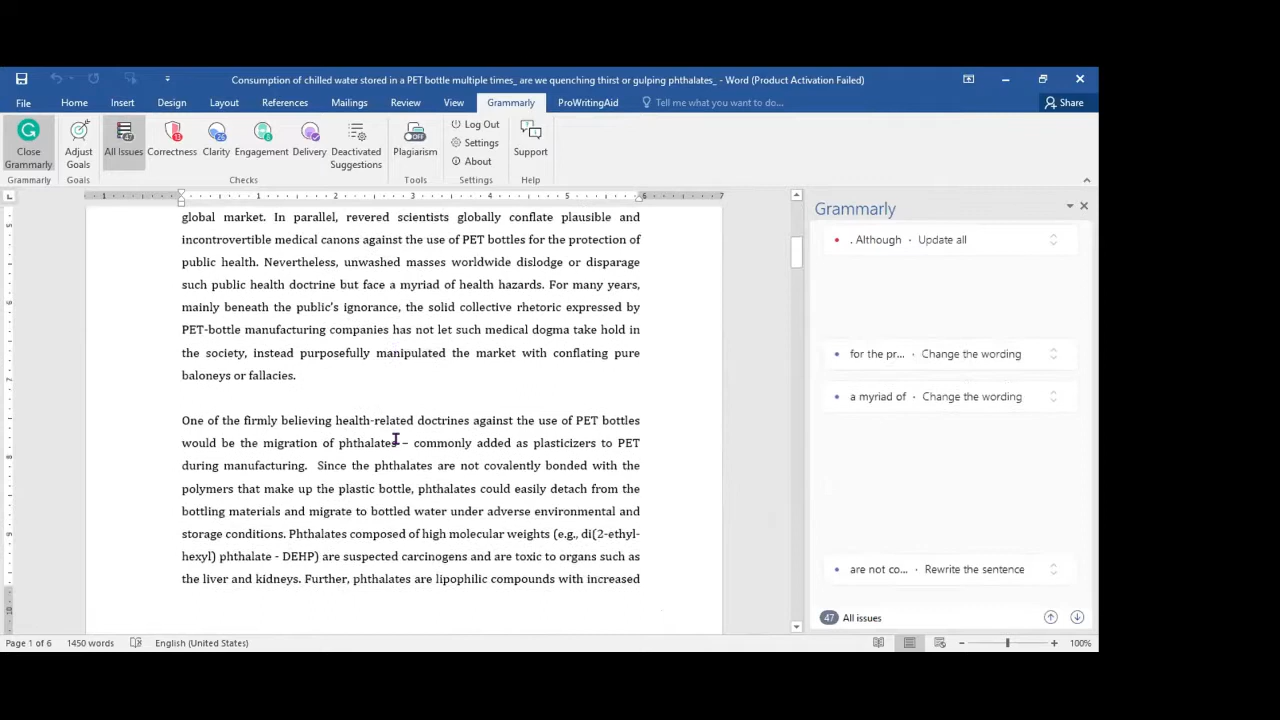 Consumption of chilled water stored in a PET bottle multiple times_ are we quenching thirst or gulping phthalates_ - Word (Product Activation Failed)
File Home Insert Design Layout References Mailings Review View Grammarly ProWritingAid Tell me what you want to do... Share
Close Grammarly
Adjust Goals
47 All Issues
Correctness
Clarity
Engagement
Delivery
Deactivated Suggestions
Plagiarism
Log Out
Settings
About
Support
Grammarly Goals Checks Tools Settings Help
1 1 2 3 4 5 6 7
global market. In parallel, revered scientists globally conflate plausible and
incontrovertible medical canons against the use of PET bottles for the protection of
public health. Nevertheless, unwashed masses worldwide dislodge or disparage
such public health doctrine but face a myriad of health hazards. For many years,
mainly beneath the public's ignorance, the solid collective rhetoric expressed by
PET-bottle manufacturing companies has not let such medical dogma take hold in
the society, instead purposefully manipulated the market with conflating pure
baloneys or fallacies.
One of the firmly believing health-related doctrines against the use of PET bottles
would be the migration of phthalates – commonly added as plasticizers to PET
during manufacturing. Since the phthalates are not covalently bonded with the
polymers that make up the plastic bottle, phthalates could easily detach from the
bottling materials and migrate to bottled water under adverse environmental and
storage conditions. Phthalates composed of high molecular weights (e.g., di(2-ethyl-
hexyl) phthalate - DEHP) are suspected carcinogens and are toxic to organs such as
the liver and kidneys. Further, phthalates are lipophilic compounds with increased
Grammarly
. Although · Update all
for the pr... · Change the wording
a myriad of · Change the wording
are not co... · Rewrite the sentence
47 All issues
Page 1 of 6 1450 words English (United States) 100%